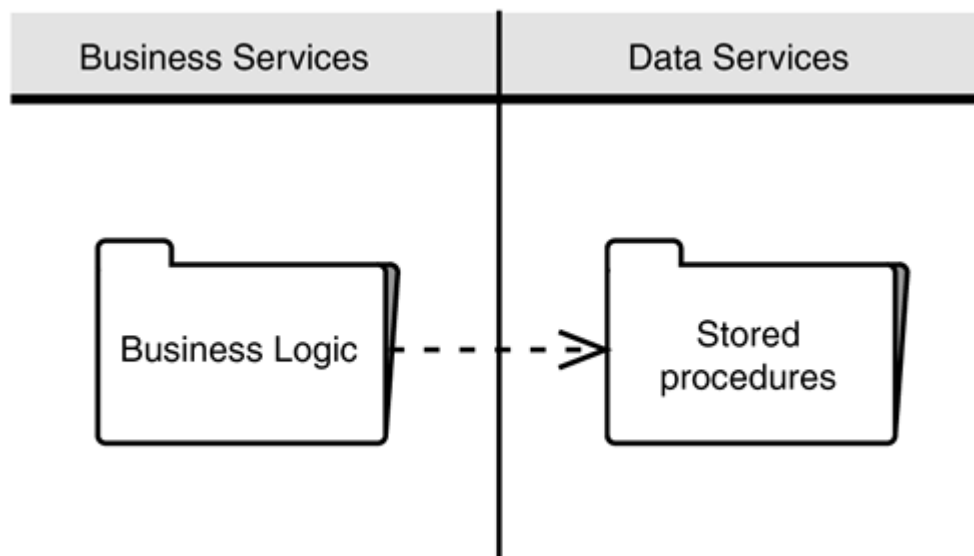 Business Services
Data Services
Business Logic
Stored
procedures